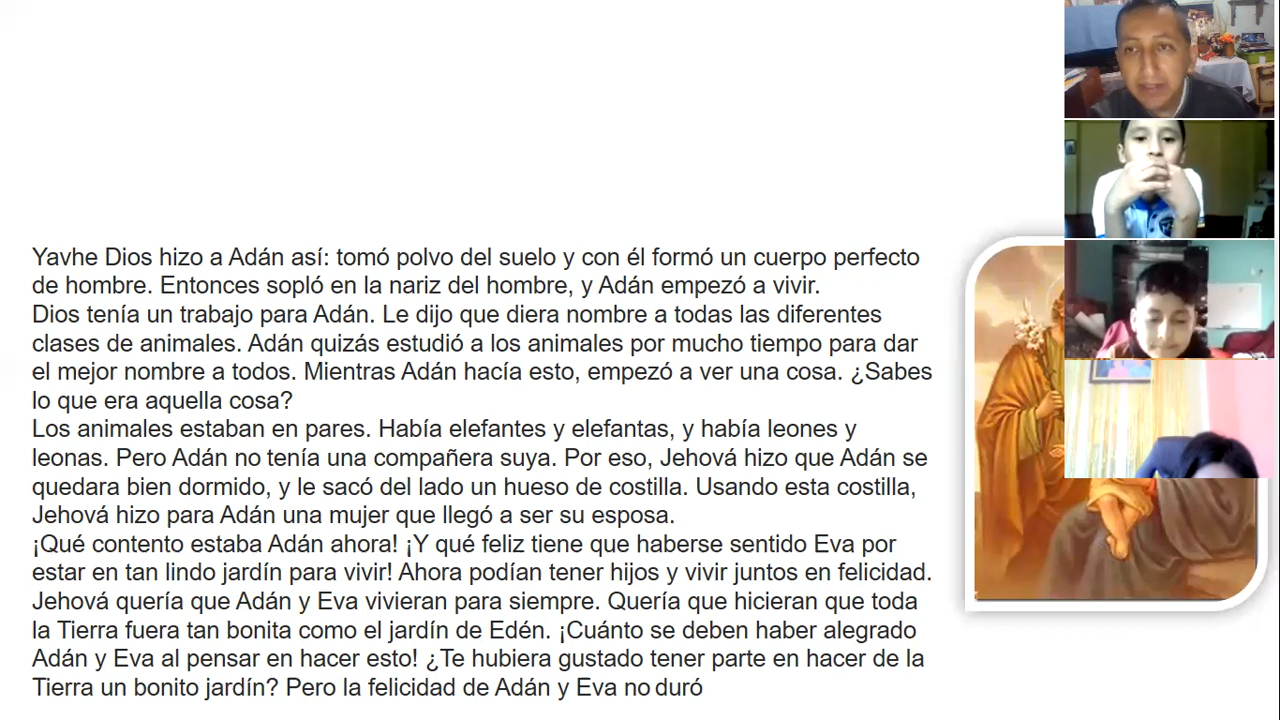 Yavhe Dios hizo a Adán así: tomó polvo del suelo y con él formó un cuerpo perfecto
de hombre. Entonces sopló en la nariz del hombre, y Adán empezó a vivir.
Dios tenía un trabajo para Adán. Le dijo que diera nombre a todas las diferentes
clases de animales. Adán quizás estudió a los animales por mucho tiempo para dar
el mejor nombre a todos. Mientras Adán hacía esto, empezó a ver una cosa. ¿Sabes
lo que era aquella cosa?
Los animales estaban en pares. Había elefantes y elefantas, y había leones y
leonas. Pero Adán no tenía una compañera suya. Por eso, Jehová hizo que Adán se
quedara bien dormido, y le sacó del lado un hueso de costilla. Usando esta costilla,
Jehová hizo para Adán una mujer que llegó a ser su esposa.
¡Qué contento estaba Adán ahora! ¡Y qué feliz tiene que haberse sentido Eva por
estar en tan lindo jardín para vivir! Ahora podían tener hijos y vivir juntos en felicidad.
Jehová quería que Adán y Eva vivieran para siempre. Quería que hicieran que toda
la Tierra fuera tan bonita como el jardín de Edén. ¡Cuánto se deben haber alegrado
Adán y Eva al pensar en hacer esto! ¿Te hubiera gustado tener parte en hacer de la
Tierra un bonito jardín? Pero la felicidad de Adán y Eva no duró